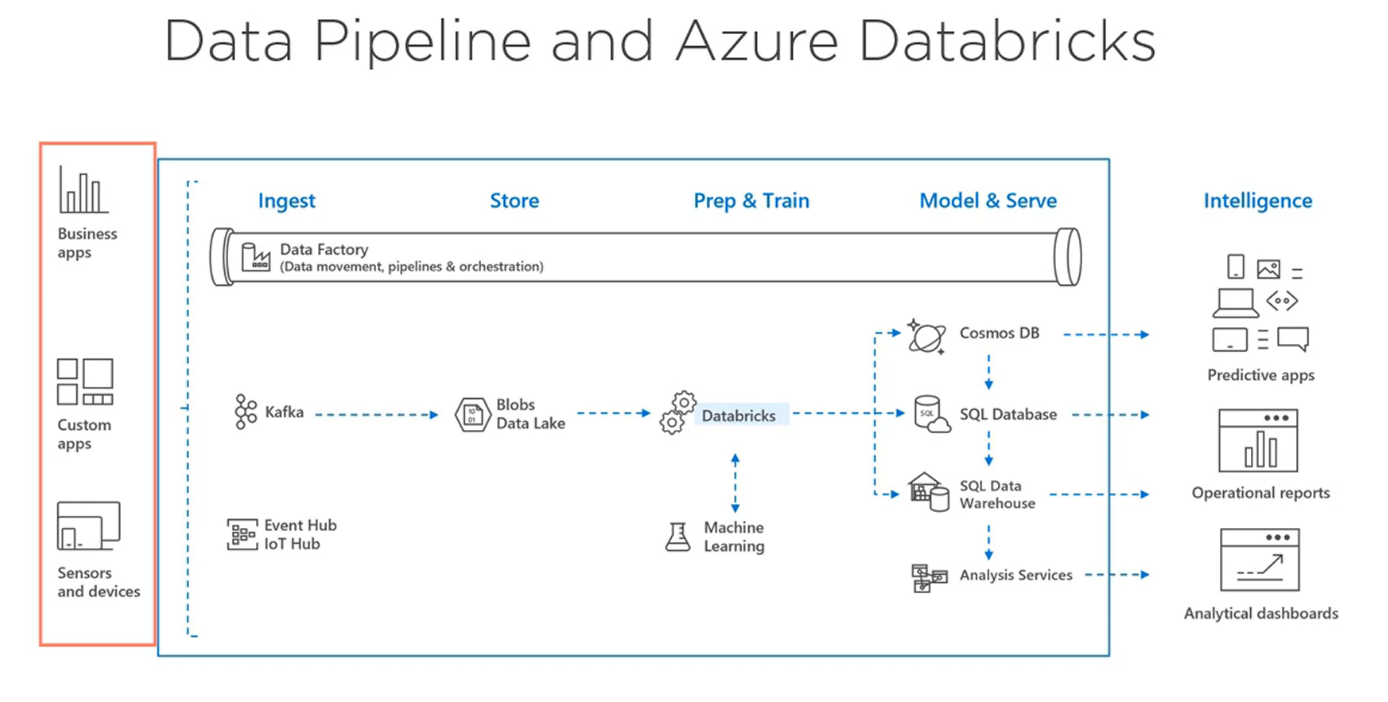 Data Pipeline and Azure Databricks
Business
apps
Custom
apps
Sensors
and devices
Ingest
Store
Prep & Train
Model & Serve
Intelligence
Data Factory
(Data movement, pipelines & orchestration)
Kafka
Event Hub
IoT Hub
10
01
Blobs
Data Lake
Databricks
Machine
Learning
Cosmos DB
SQL
SQL Database
SQL Data
Warehouse
Analysis Services
Predictive apps
Operational reports
Analytical dashboards